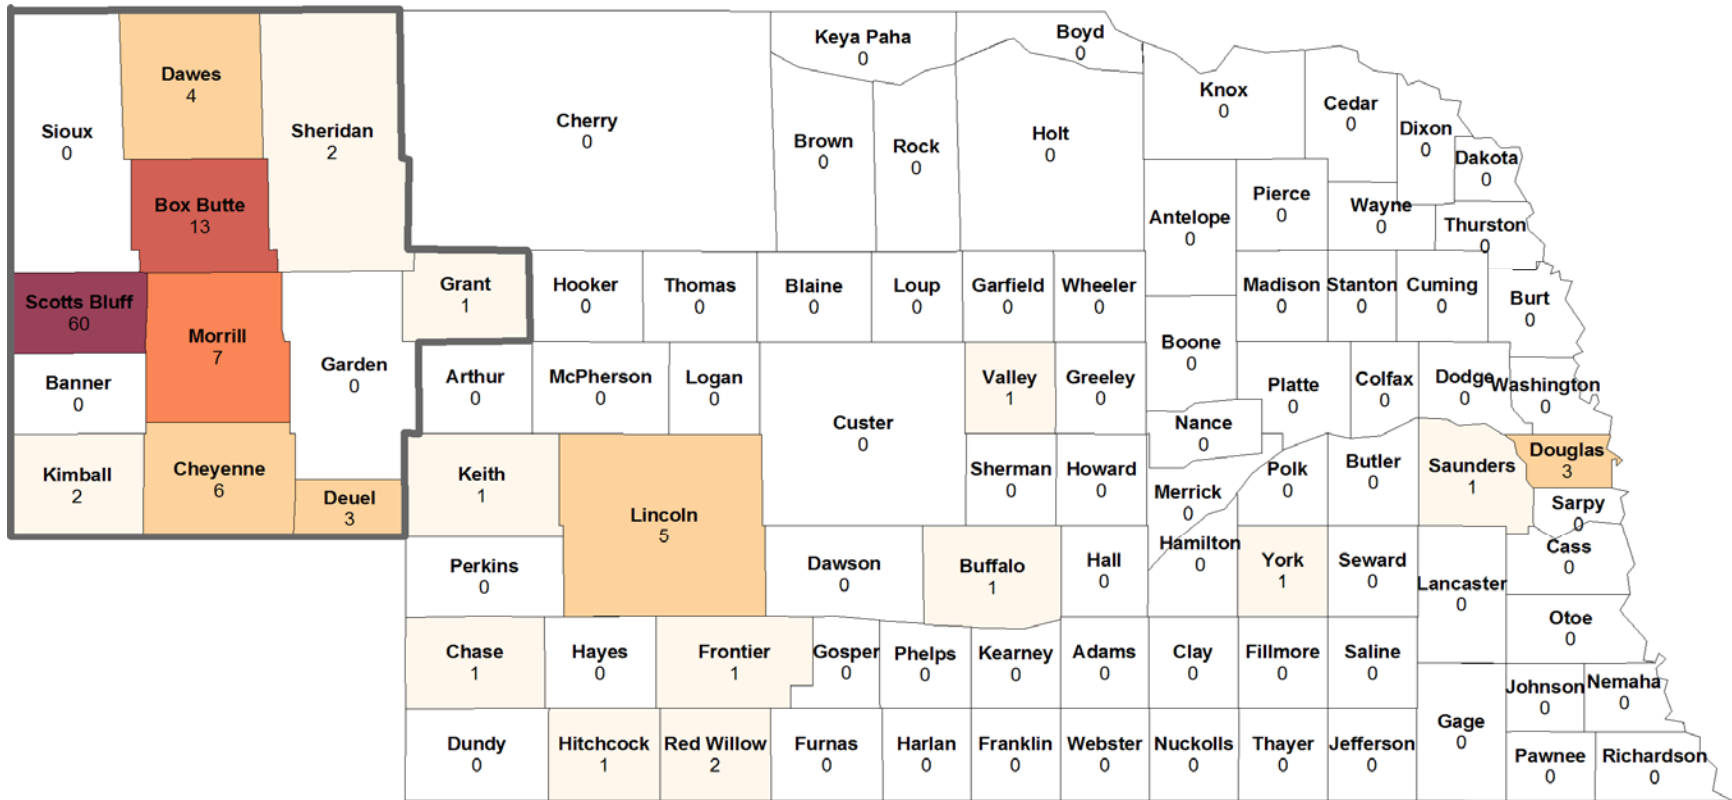 Keya Paha
0
Boyd
0
Dawes
4
Sioux
0
Sheridan
2
Cherry
0
Brown
0
Rock
0
Holt
0
Knox
0
Cedar
0
Dixon
0
Dakota
0
Box Butte
13
Antelope
0
Pierce
0
Wayne
0
Thurston
0
Scotts Bluff
60
Morrill
7
Garden
0
Grant
1
Hooker
0
Thomas
0
Blaine
0
Loup
0
Garfield
0
Wheeler
0
Madison
0
Stanton
0
Cuming
0
Burt
0
Boone
0
Banner
0
Arthur
0
McPherson
0
Logan
0
Custer
0
Valley
1
Greeley
0
Platte
0
Colfax
0
Dodge
0
Washington
0
Nance
0
Kimball
2
Cheyenne
6
Deuel
3
Keith
1
Lincoln
5
Sherman
0
Howard
0
Merrick
0
Polk
0
Butler
0
Saunders
1
Douglas
3
Sarpy
0
Perkins
0
Dawson
0
Buffalo
1
Hall
0
Hamilton
0
York
1
Seward
0
Lancaster
0
Cass
0
Otoe
0
Chase
1
Hayes
0
Frontier
1
Gosper
0
Phelps
0
Kearney
0
Adams
0
Clay
0
Fillmore
0
Saline
0
Johnson
0
Nemaha
0
Dundy
0
Hitchcock
1
Red Willow
2
Furnas
0
Harlan
0
Franklin
0
Webster
0
Nuckolls
0
Thayer
0
Jefferson
0
Gage
0
Pawnee
0
Richardson
0